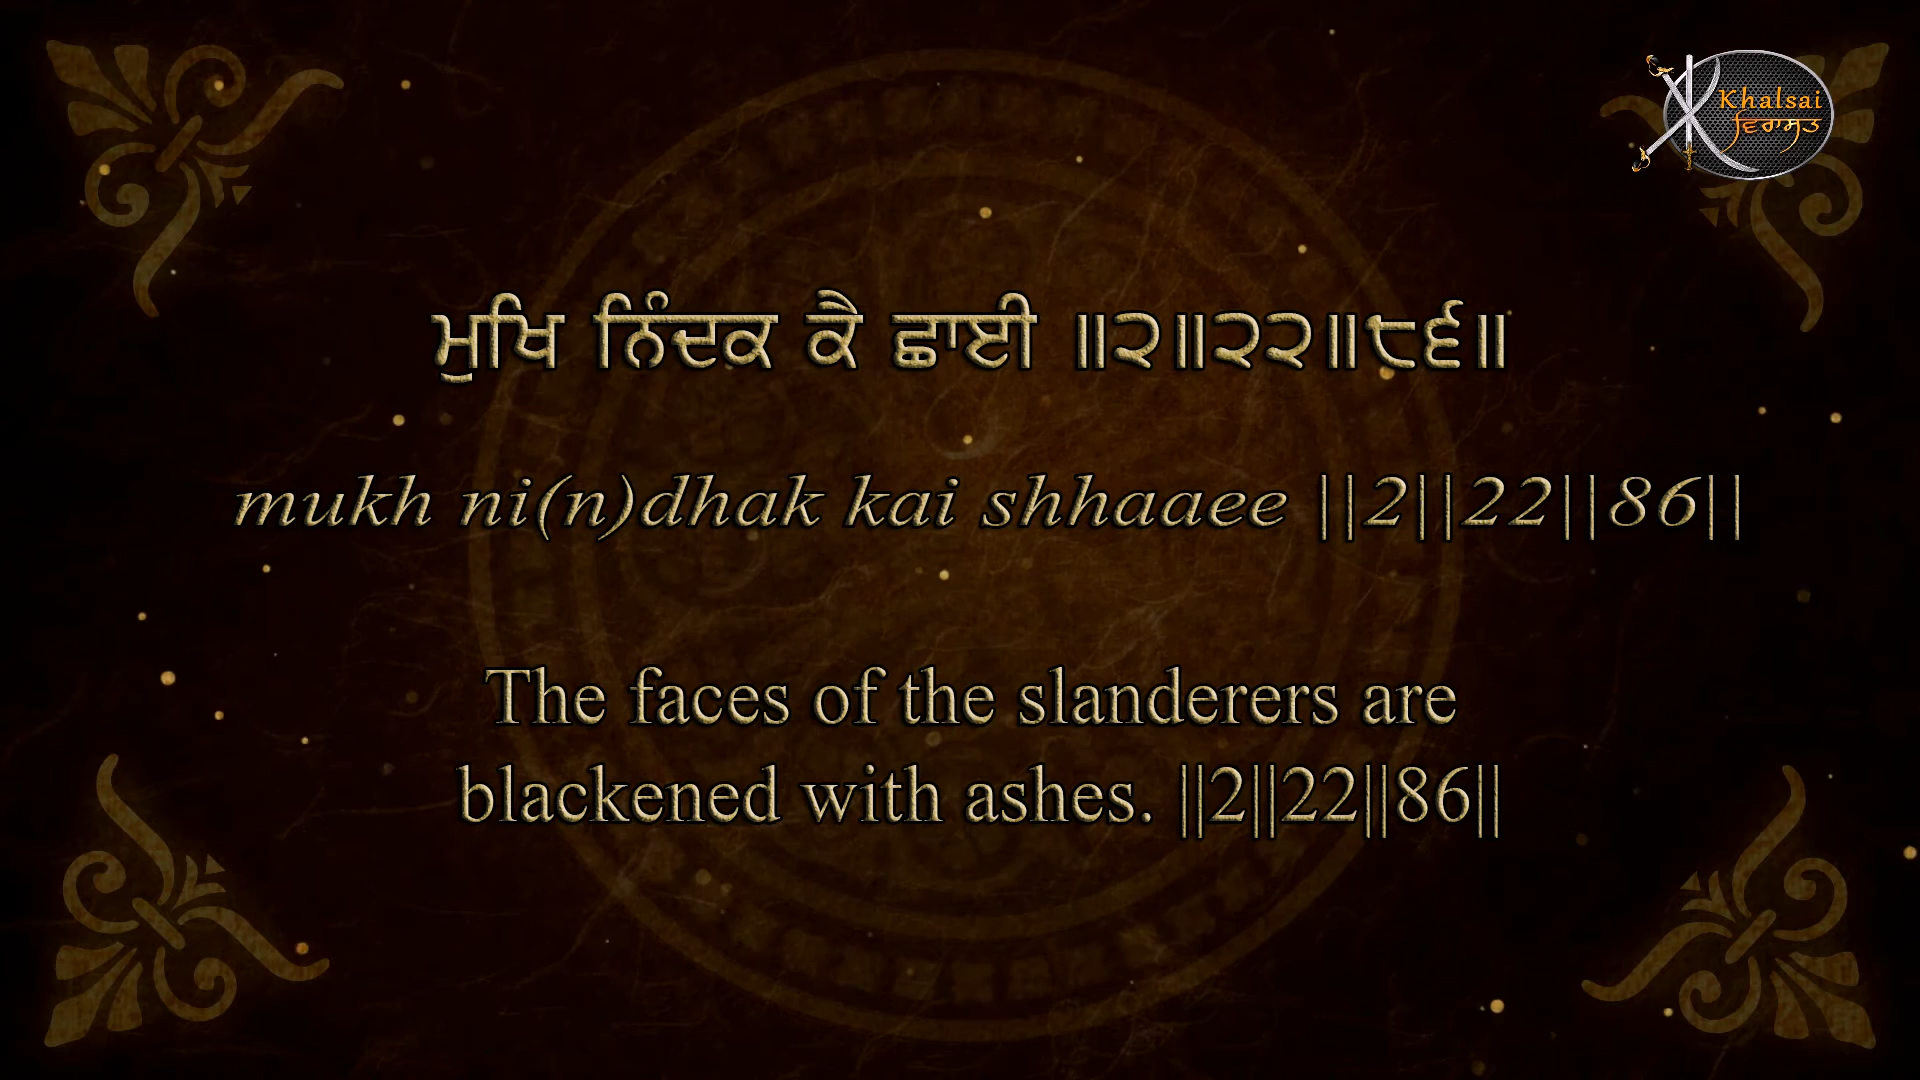 Khalsai
ਵਿਰਾਸਤ
ਮੁਖਿ ਨਿੰਦਕ ਕੈ ਛਾਈ ॥੨॥੨੨॥੮੬॥
mukh ni(n)dhak kai shhaaee ||2||22||86||
The faces of the slanderers are
blackened with ashes. ||2||22||86||